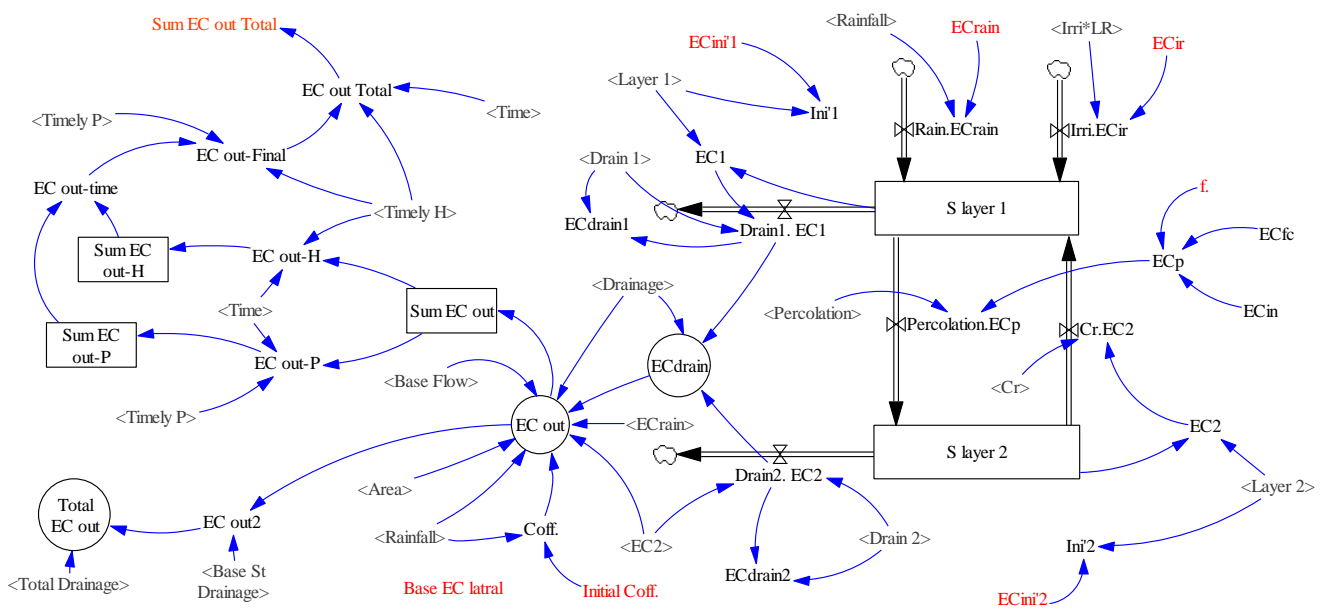 Sum EC out Total
<Rainfall>
ECrain
<Irri*LR>
ECini'1
ECir
<Layer 1>
EC out Total
<Time>
Ini'1
Rain.ECrain
Irri.ECir
<Timely P>
EC out-Final
EC1
<Drain 1>
EC out-time
f.
S layer 1
<Timely H>
ECdrain1
Drain1. EC1
ECfc
Sum EC
out-H
EC out-H
ECp
<Drainage>
<Time>
Sum EC out
<Percolation>
Percolation.ECp
Cr.EC2
ECin
Sum EC
out-P
EC out-P
ECdrain
<Base Flow>
<Cr>
<Timely P>
EC out
<ECrain>
EC2
S layer 2
<Area>
Drain2. EC2
<Layer 2>
Total
EC out
EC out2
<Rainfall>
Coff.
<EC2>
<Drain 2>
Ini'2
<Total Drainage>
<Base St
Drainage>
Base EC latral
Initial Coff.
ECdrain2
ECini'2